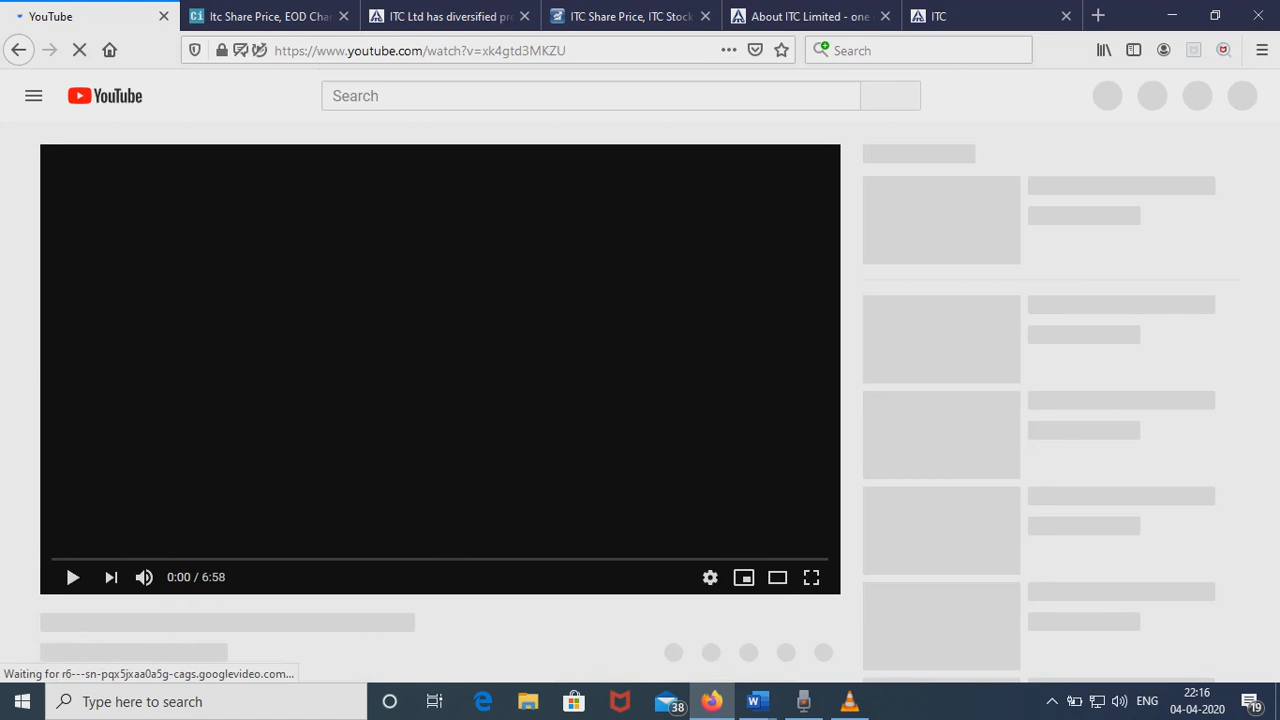 YouTube
Itc Share Price, EOD Cha
ITC Ltd has diversified pre
ITC Share Price, ITC Stock
About ITC Limited - one
ITC
https://www.youtube.com/watch?v=xk4gtd3MKZU
Search
YouTube
Search
0:00 / 6:58
Waiting for r6---sn-pqx5jxaa0a5g-cags.googlevideo.com...
Type here to search
38
ENG
22:16
04-04-2020
19